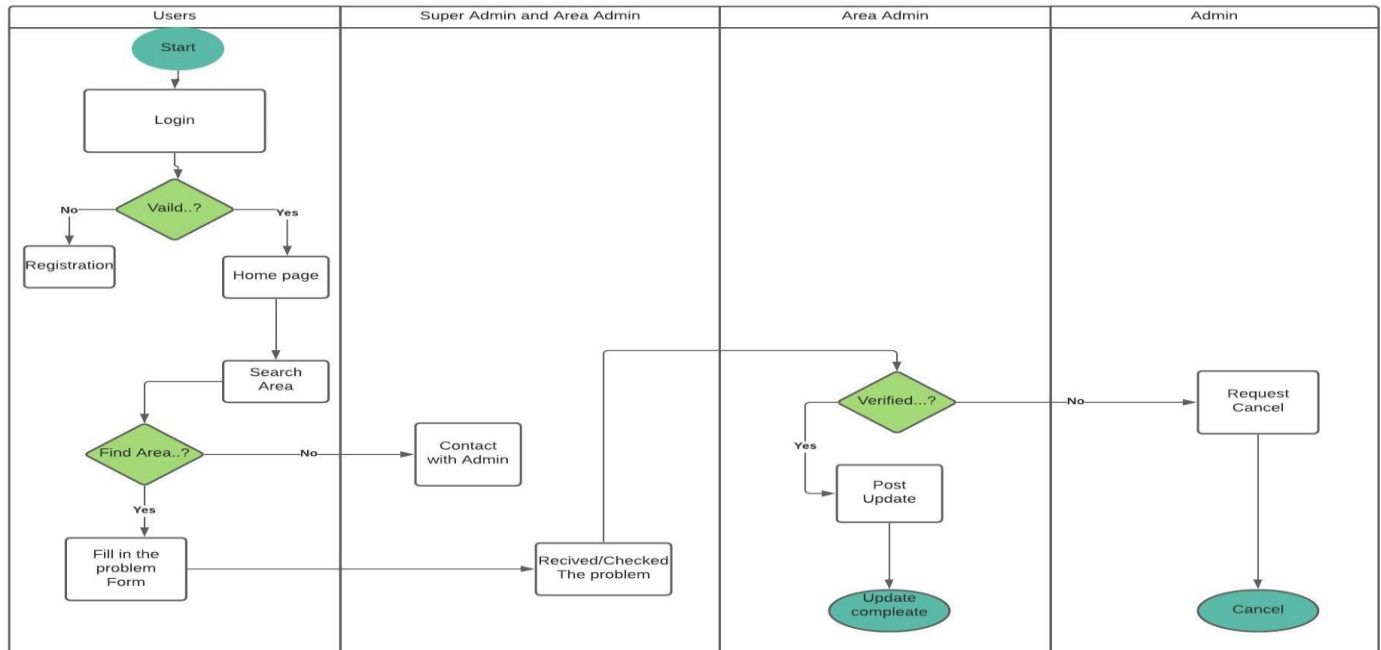 Users
Super Admin and Area Admin
Area Admin
Admin
Start
Login
Vaild..?
No
Yes
Registration
Home page
Search
Area
Find Area..?
No
Contact
with Admin
Yes
Fill in the
problem
Form
Recived/Checked
The problem
Verified...?
No
Request
Cancel
Yes
Post
Update
Update
compleate
Cancel